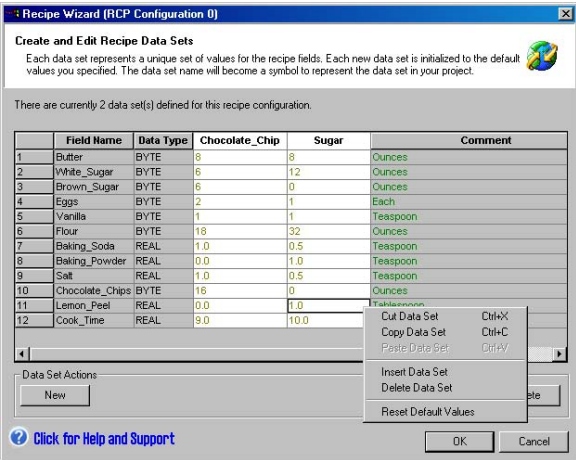 Recipe Wizard (RCP Configuration 0)
Create and Edit Recipe Data Sets
Each data set represents a unique set of values for the recipe fields. Each new data set is initialized to the default
values you specified. The data set name will become a symbol to represent the data set in your project.
There are currently 2 data set(s) defined for this recipe configuration.
Field Name Data Type Chocolate_Chip Sugar Comment
1 Butter BYTE 8 8 Ounces
2 White_Sugar BYTE 6 12 Ounces
3 Brown_Sugar BYTE 6 0 Ounces
4 Eggs BYTE 2 1 Each
5 Vanilla BYTE 1 1 Teaspoon
6 Flour BYTE 18 32 Ounces
7 Baking_Soda REAL 1.0 0.5 Teaspoon
8 Baking_Powder REAL 0.0 1.0 Teaspoon
9 Salt REAL 1.0 0.5 Teaspoon
10 Chocolate_Chips BYTE 16 0 Ounces
11 Lemon_Peel REAL 0.0 1.0 Tablespoon
12 Cook_Time REAL 9.0 10.0
Cut Data Set Ctrl+X
Copy Data Set Ctrl+C
Paste Data Set Ctrl+V
Insert Data Set
Delete Data Set
Reset Default Values
Data Set Actions
New
ete
Click for Help and Support
OK Cancel